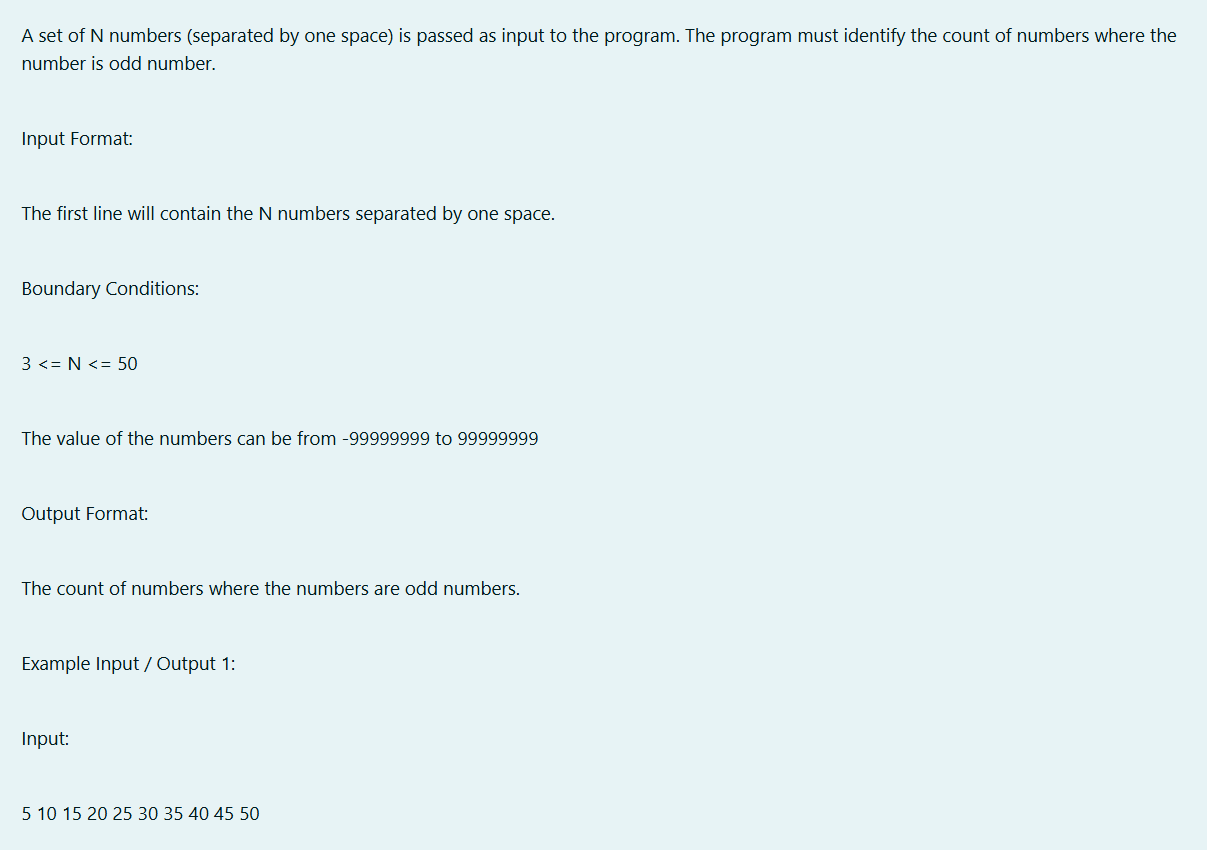 A set of N numbers (separated by one space) is passed as input to the program. The program must identify the count of numbers where the
number is odd number.
Input Format:
The first line will contain the N numbers separated by one space.
Boundary Conditions:
3 <= N <= 50
The value of the numbers can be from -99999999 to 99999999
Output Format:
The count of numbers where the numbers are odd numbers.
Example Input / Output 1:
Input:
5 10 15 20 25 30 35 40 45 50